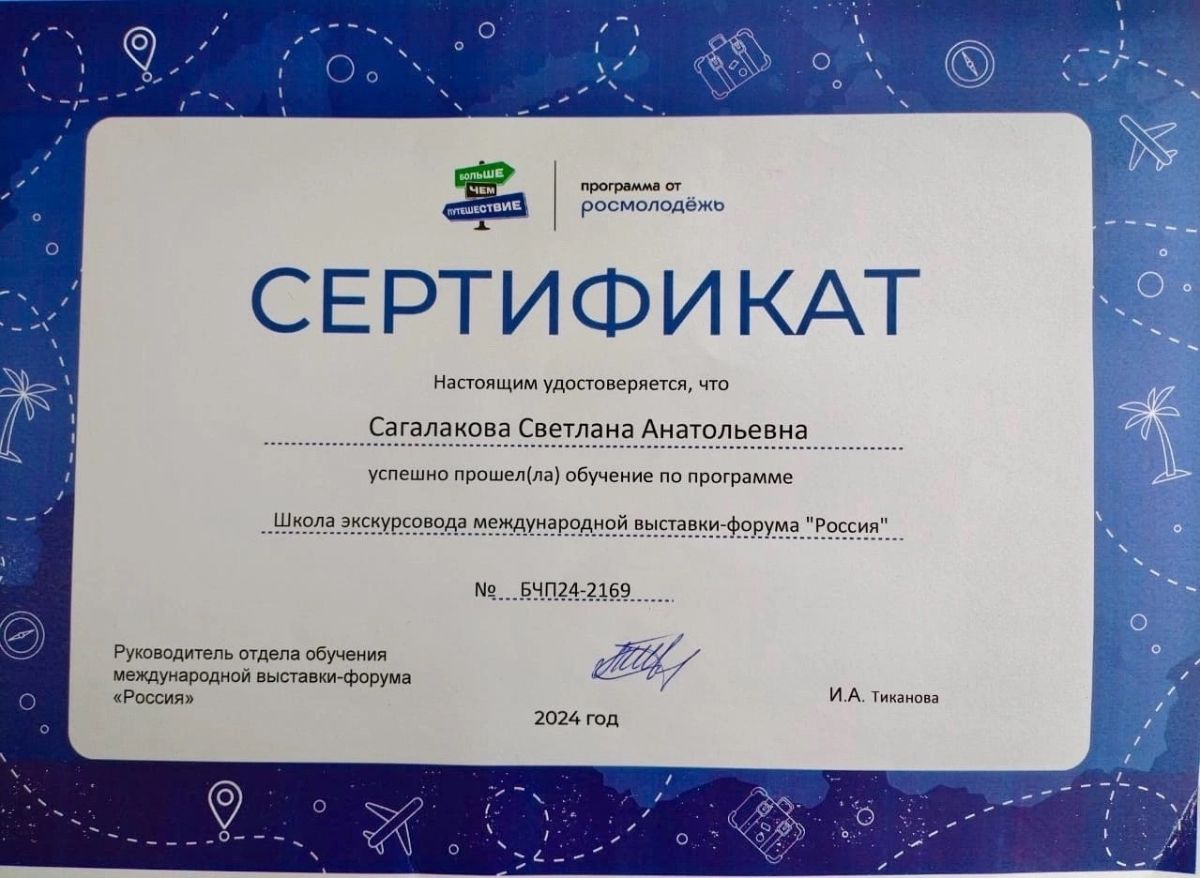 БОЛЬШЕ
ЧЕМ
ПУТЕШЕСТВИЕ
программа от
росмолодёжь
СЕРТИФИКАТ
Настоящим удостоверяется, что
Сагалакова Светлана Анатольевна
успешно прошел(ла) обучение по программе
Школа экскурсовода международной выставки-форума "Россия"
№ БЧП24-2169
Руководитель отдела обучения
международной выставки-форума
«Россия»
И.А. Тиканова
2024 год